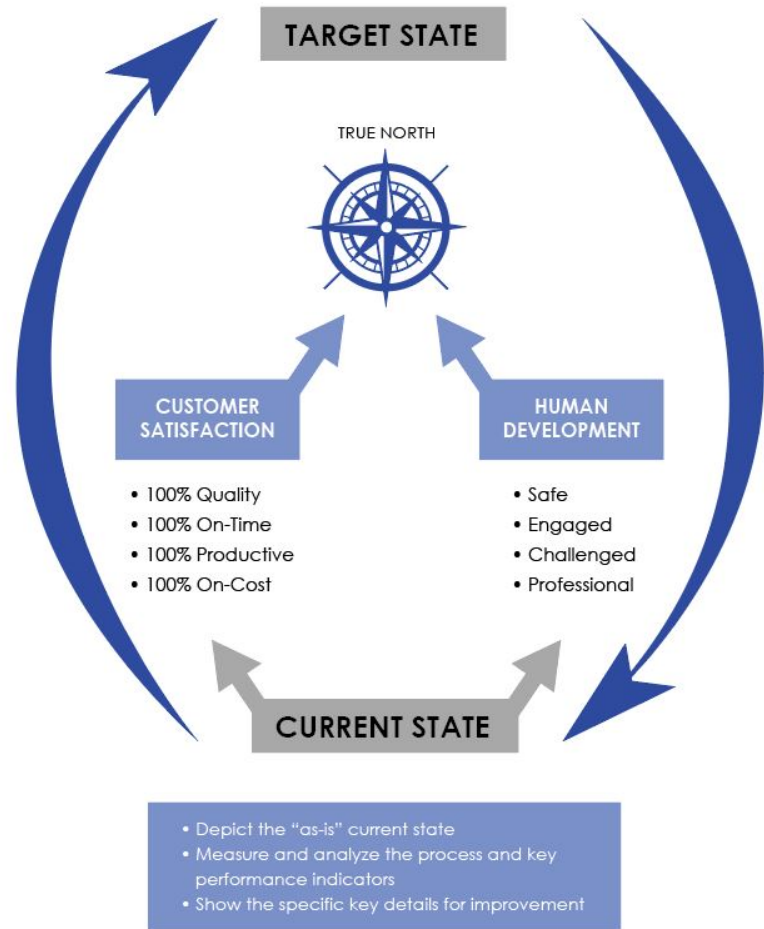 TARGET STATE
TRUE NORTH
CUSTOMER
SATISFACTION
• 100% Quality
• 100% On-Time
• 100% Productive
• 100% On-Cost
HUMAN
DEVELOPMENT
• Safe
• Engaged
• Challenged
• Professional
CURRENT STATE
• Depict the “as-is” current state
• Measure and analyze the process and key
performance indicators
• Show the specific key details for improvement